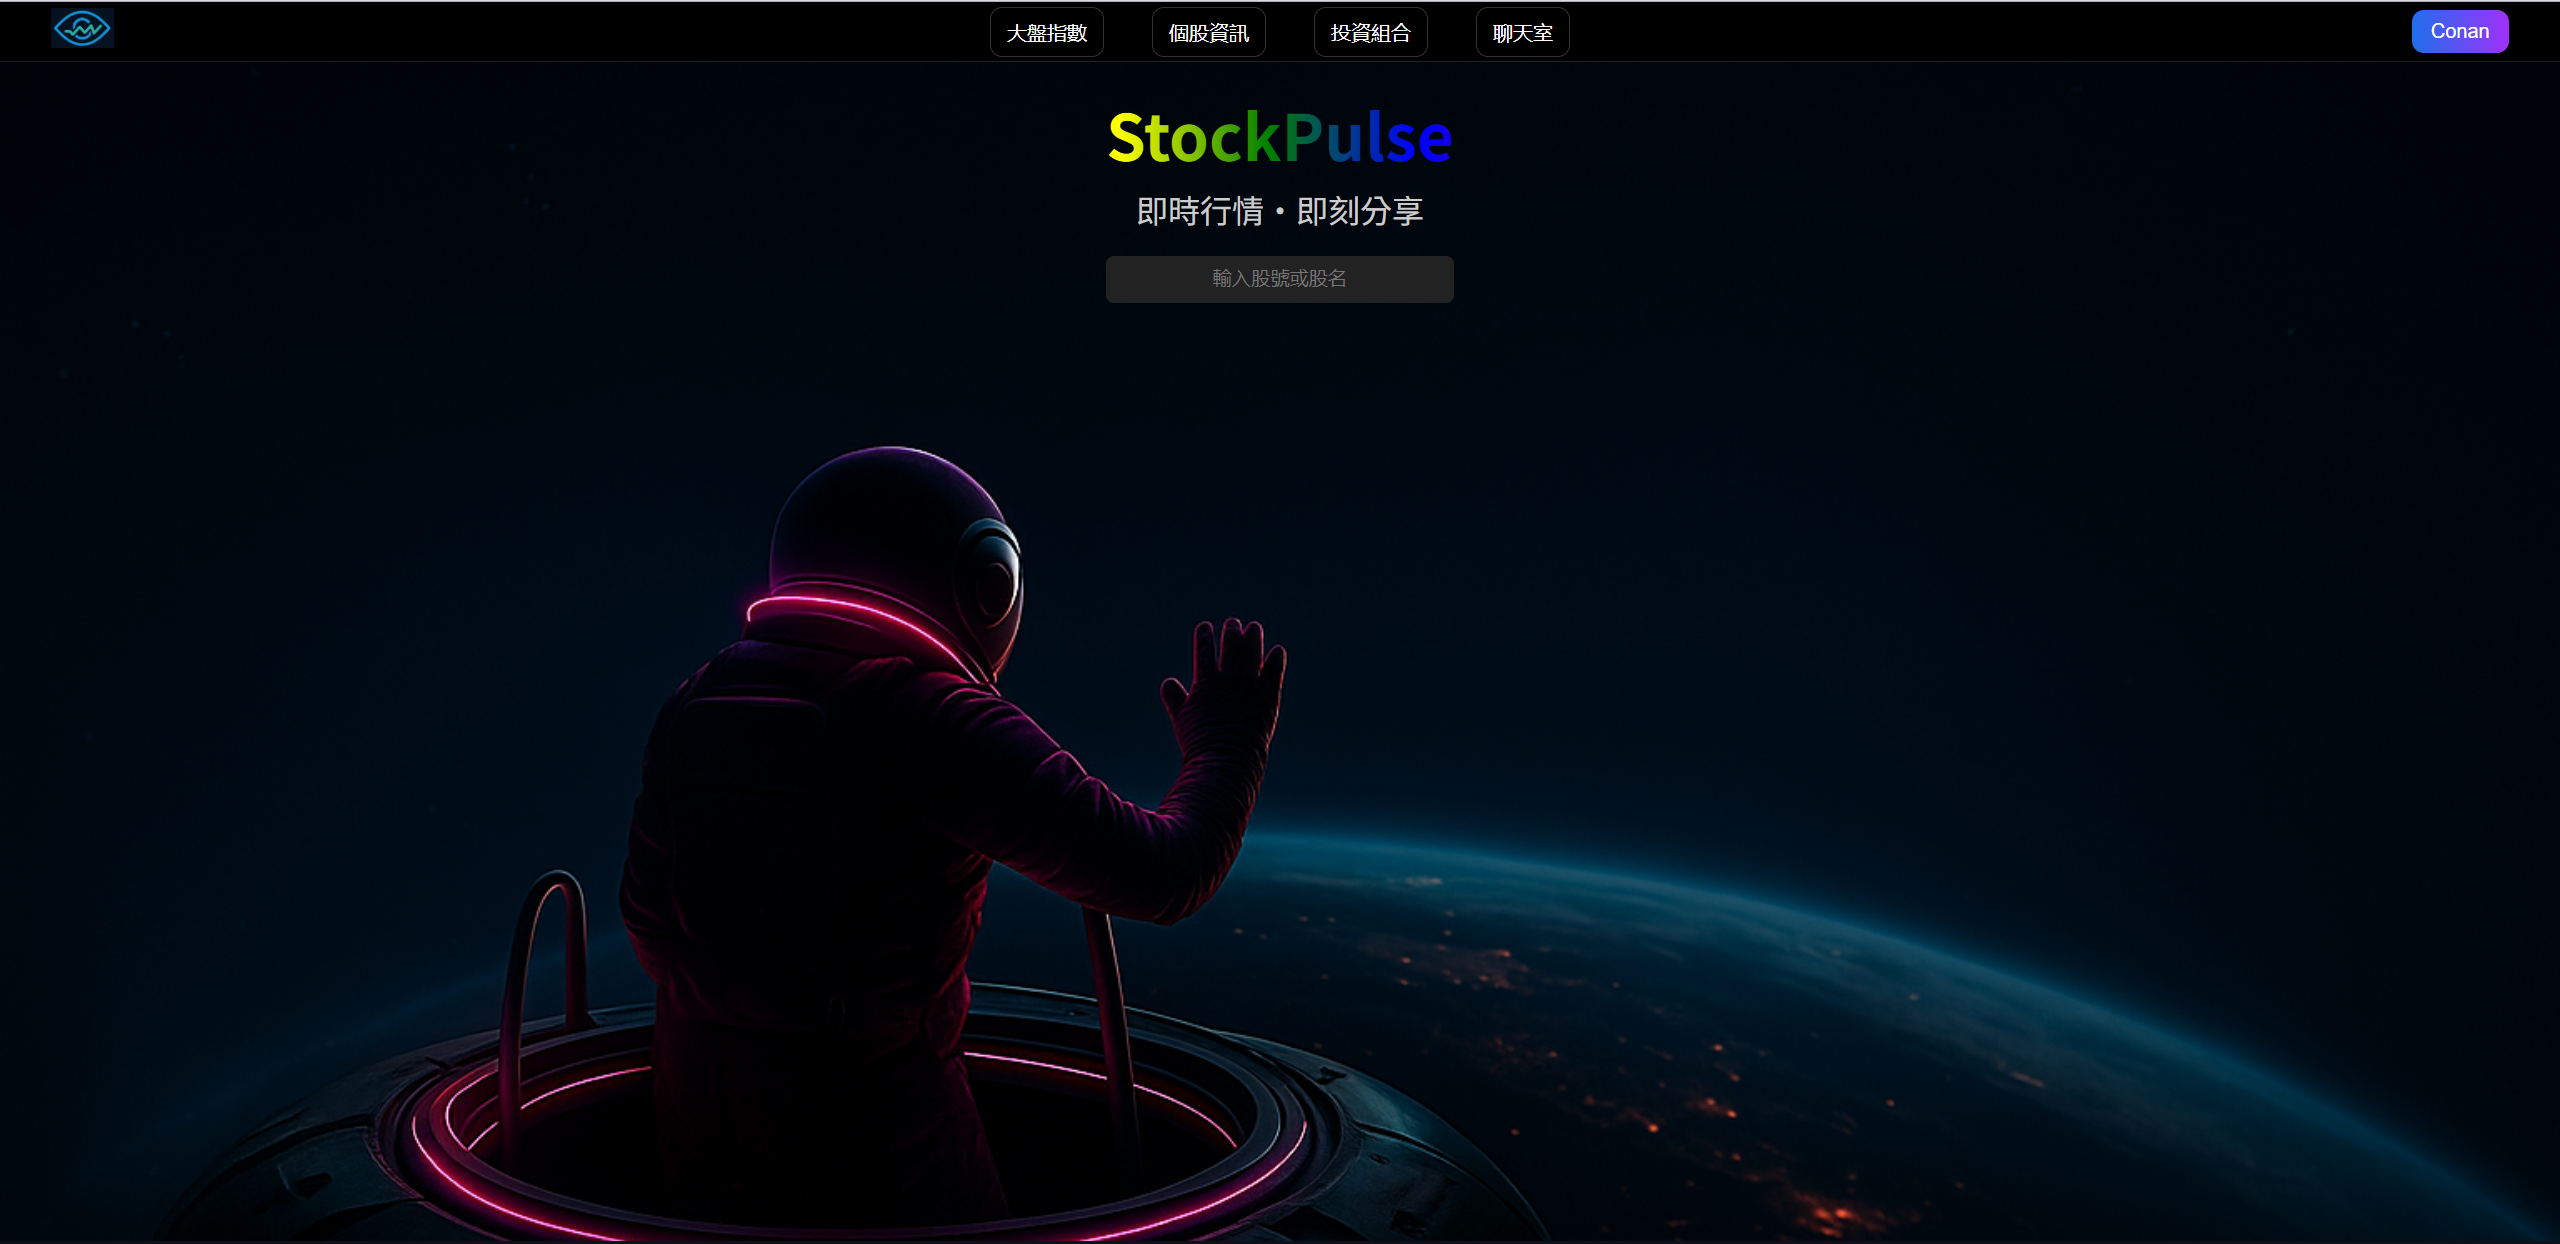 大盤指數
個股資訊
投資組合
聊天室
Conan
StockPulse
即時行情・即刻分享
輸入股號或股名